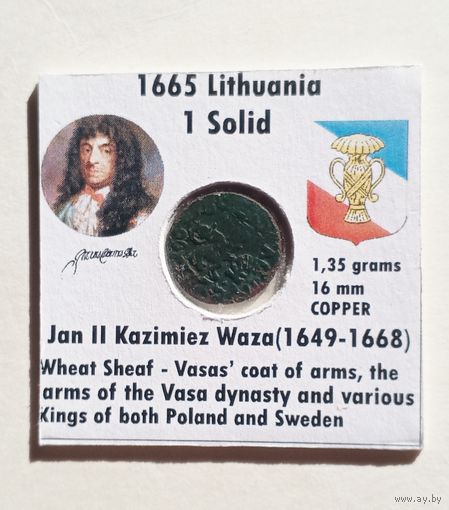 1665 Lithuania
1 Solid
1,35 grams
16 mm
COPPER
Jan II Kazimiez Waza(1649-1668)
Wheat Sheaf - Vasas' coat of arms, the
arms of the Vasa dynasty and various
Kings of both Poland and Sweden
www.ay.by